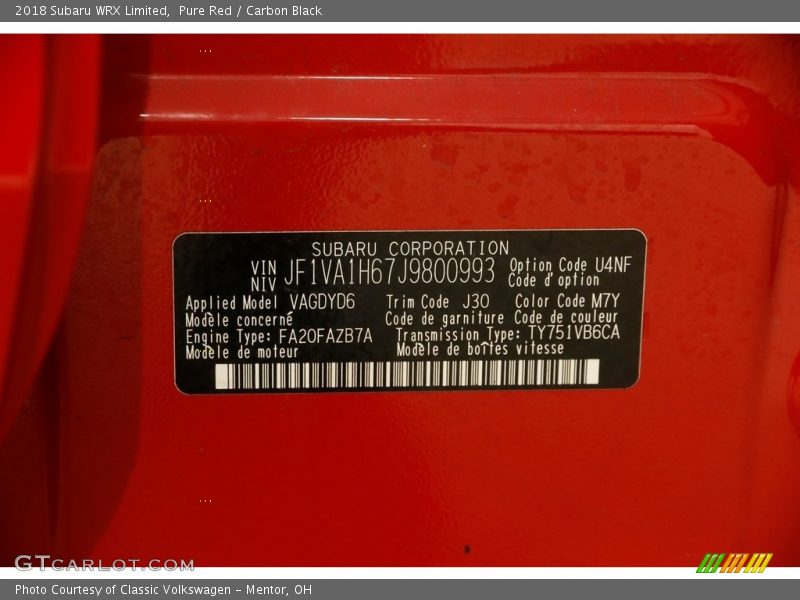 2018 Subaru WRX Limited, Pure Red / Carbon Black
SUBARU CORPORATION
VIN NIV JF1VA1H67J9800993 Option Code U4NF
Code d'option
Applied Model VAGDYD6 Trim Code J30 Color Code M7Y
Modèle concerné Code de garniture Code de couleur
Engine Type: FA20FAZB7A Transmission Type: TY751VB6CA
Modele de moteur Modele de boîtes vitesse
GTCARLOT.COM
Photo Courtesy of Classic Volkswagen - Mentor, OH